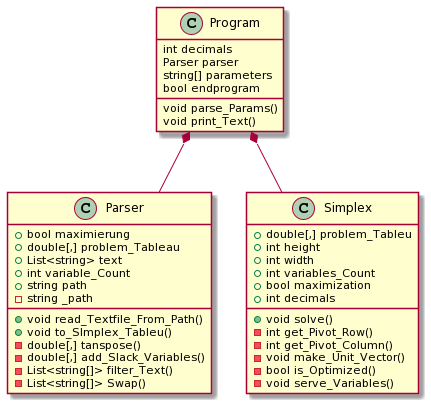 C Program
int decimals
Parser parser
string[] parameters
bool endprogram
void parse_Params()
void print_Text()
C Parser
bool maximierung
double[,] problem_Tableau
List<string> text
int variable_Count
string path
string _path
void read_Textfile_From_Path()
void to_Simplex_Tableu()
double[,] tanspose()
double[,] add_Slack_Variables()
List<string[]> filter_Text()
List<string[]> Swap()
C Simplex
double[,] problem_Tableu
int height
int width
int variables_Count
bool maximization
int decimals
void solve()
int get_Pivot_Row()
int get_Pivot_Column()
void make_Unit_Vector()
bool is_Optimized()
void serve_Variables()